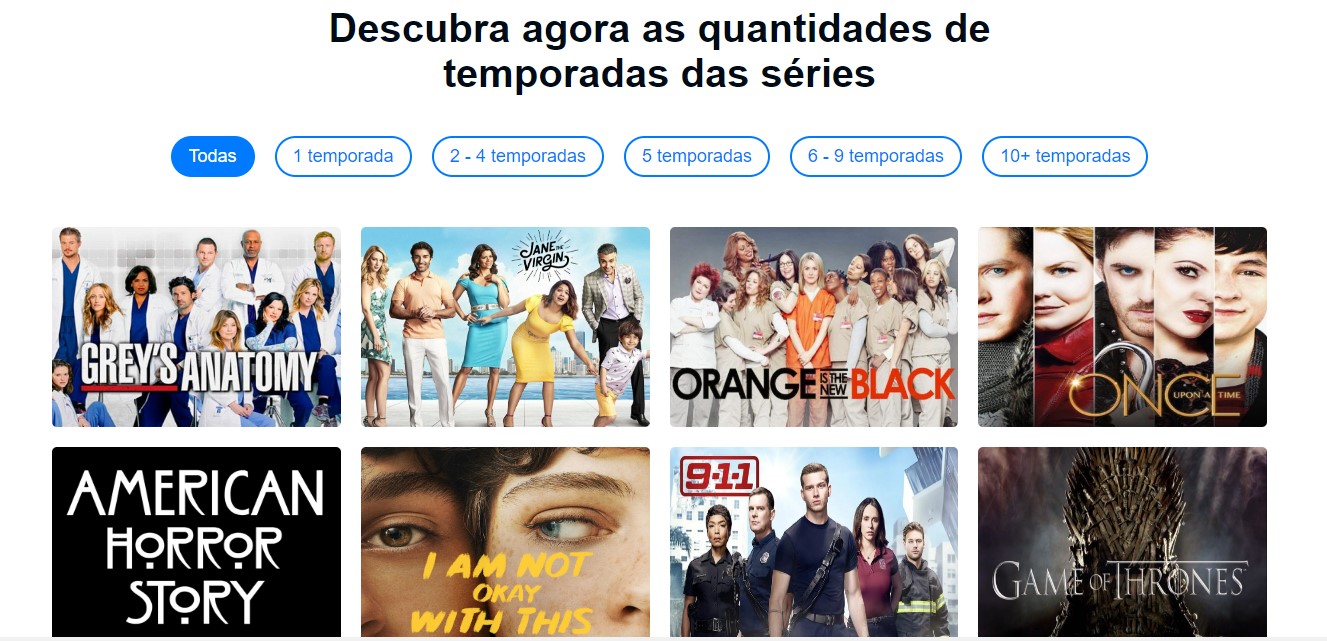 Descubra agora as quantidades de
temporadas das séries
Todas
1 temporada
2 - 4 temporadas
5 temporadas
6 - 9 temporadas
10+ temporadas
GREY'S ANATOMY
JANE THE
VIRGIN
ORANGE IS THE NEW BLACK
ONCE
UPON A TIME
AMERICAN
HORROR
STORY
I AM NOT
OKAY
WITH THIS
9-1-1
GAME OF THRONES